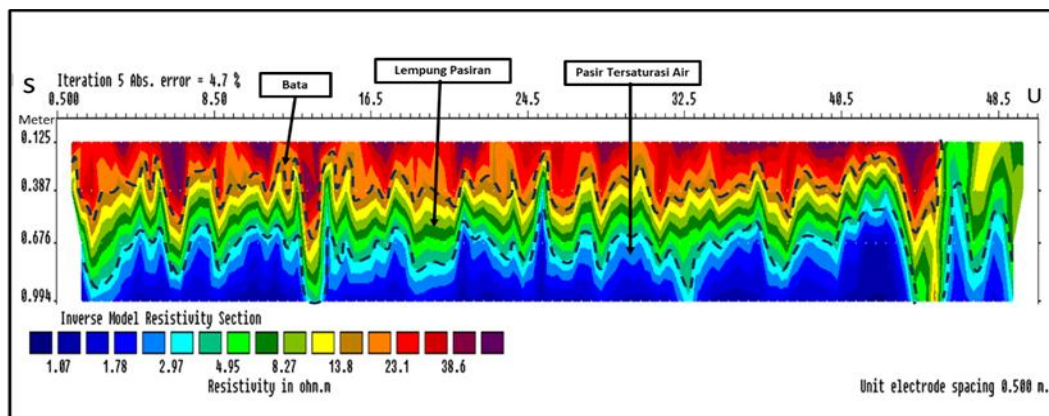 Bata
Lempung Pasiran
Pasir Tersaturasi Air
S
Iteration 5 Abs. error = 4.7 %
U
0.500 8.50 16.5 24.5 32.5 40.5 48.5
Meter
0.125
0.387
0.676
0.994
Inverse Model Resistivity Section
1.07 1.78 2.97 4.95 8.27 13.8 23.1 38.6
Resistivity in ohm.m
Unit electrode spacing 0.500 m.